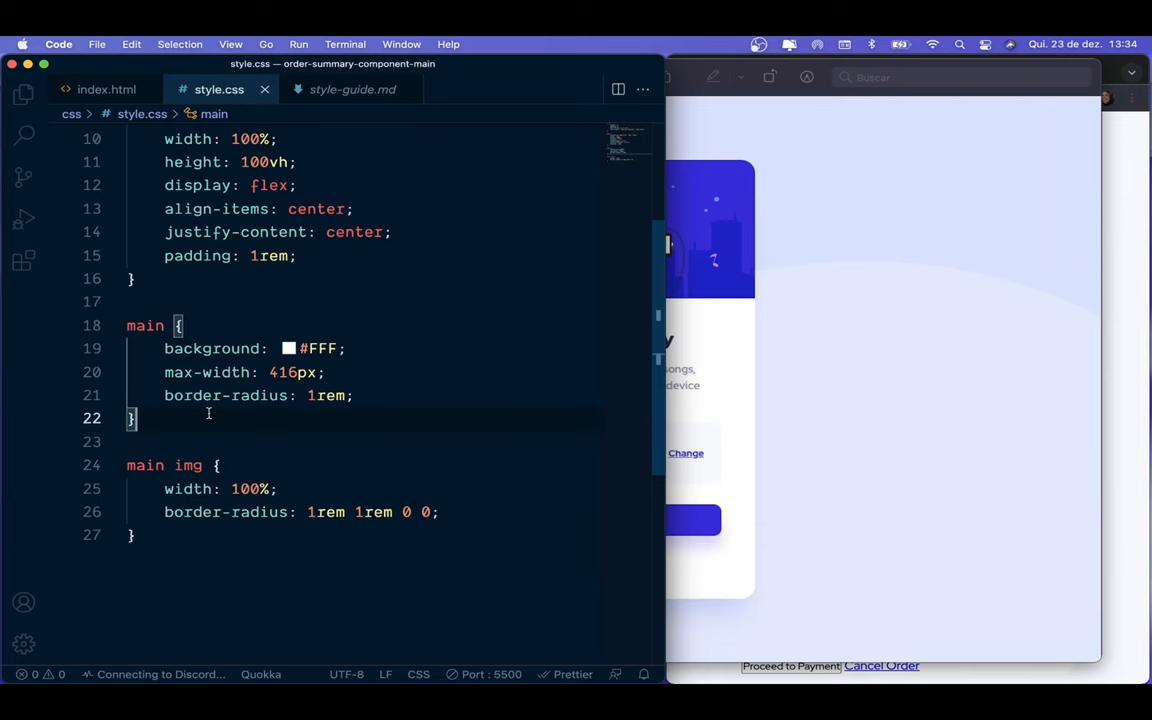 Code File Edit Selection View Go Run Terminal Window Help Qui. 23 de dez. 13:34
style.css — order-summary-component-main
index.html style.css style-guide.md
Buscar
css > style.css > main
10 width: 100%;
11 height: 100vh;
12 display: flex;
13 align-items: center;
14 justify-content: center;
15 padding: 1rem;
16 }
17
18 main {
19 background: #FFF;
20 max-width: 416px;
21 border-radius: 1rem;
22 }
23
24 main img {
25 width: 100%;
26 border-radius: 1rem 1rem 0 0;
27 }
y
songs,
device
Change
Proceed to Payment Cancel Order
0 0 Connecting to Discord... Quokka UTF-8 LF CSS Port : 5500 Prettier